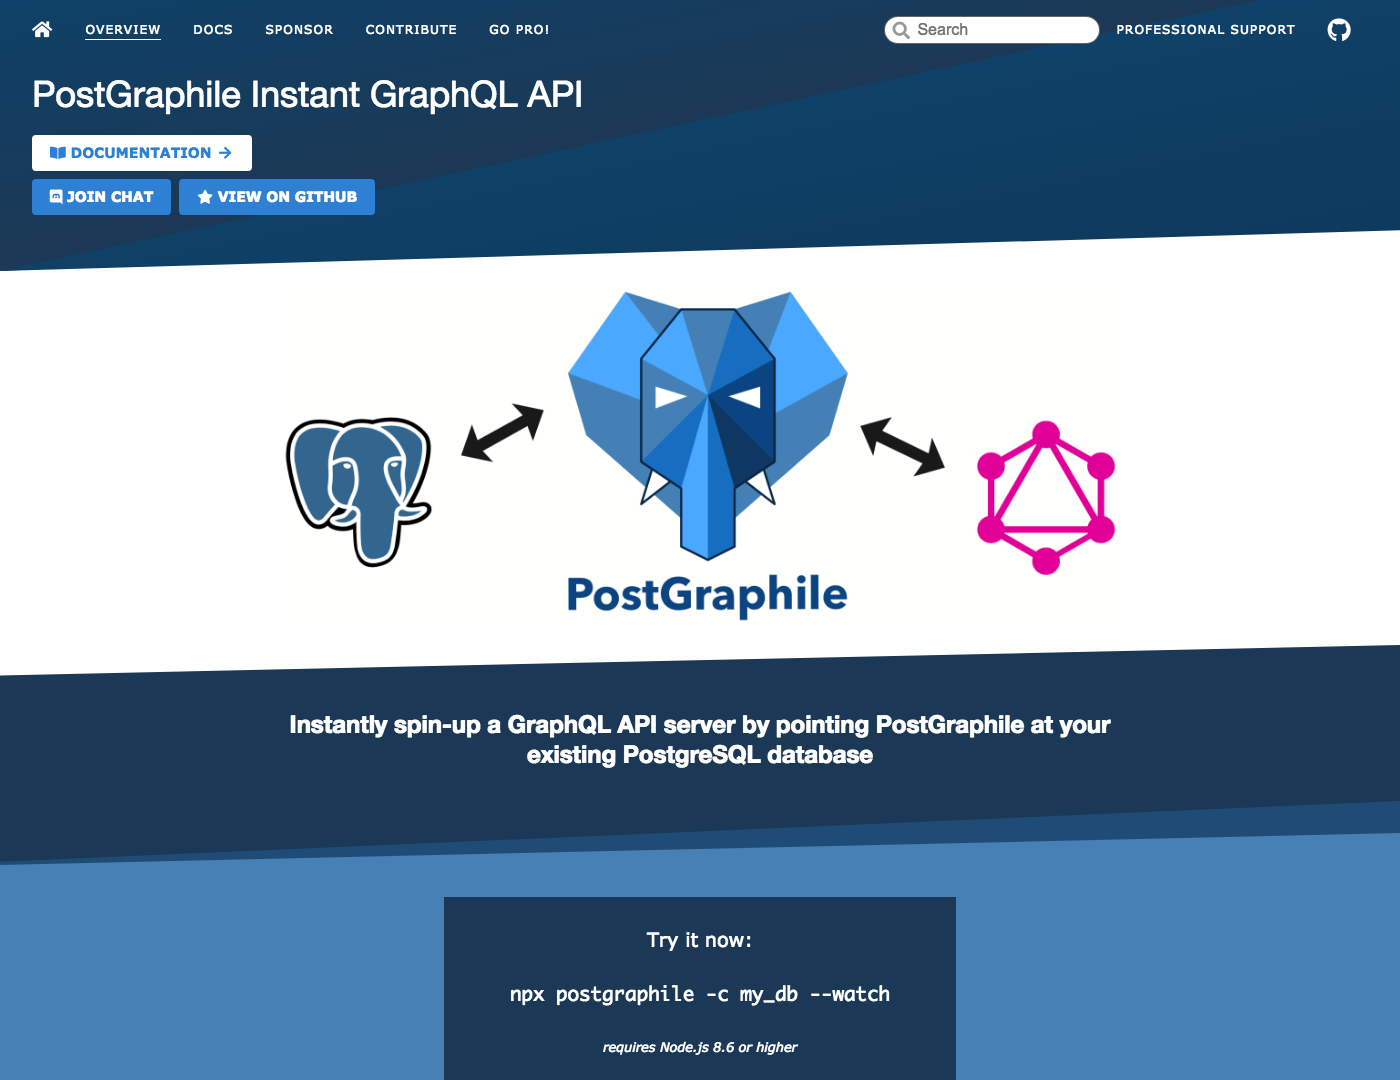 OVERVIEW DOCS SPONSOR CONTRIBUTE GO PRO! Search PROFESSIONAL SUPPORT
PostGraphile Instant GraphQL API
DOCUMENTATION
JOIN CHAT VIEW ON GITHUB
PostGraphile
Instantly spin-up a GraphQL API server by pointing PostGraphile at your
existing PostgreSQL database
Try it now:
npx postgraphile -c my_db --watch
requires Node.js 8.6 or higher